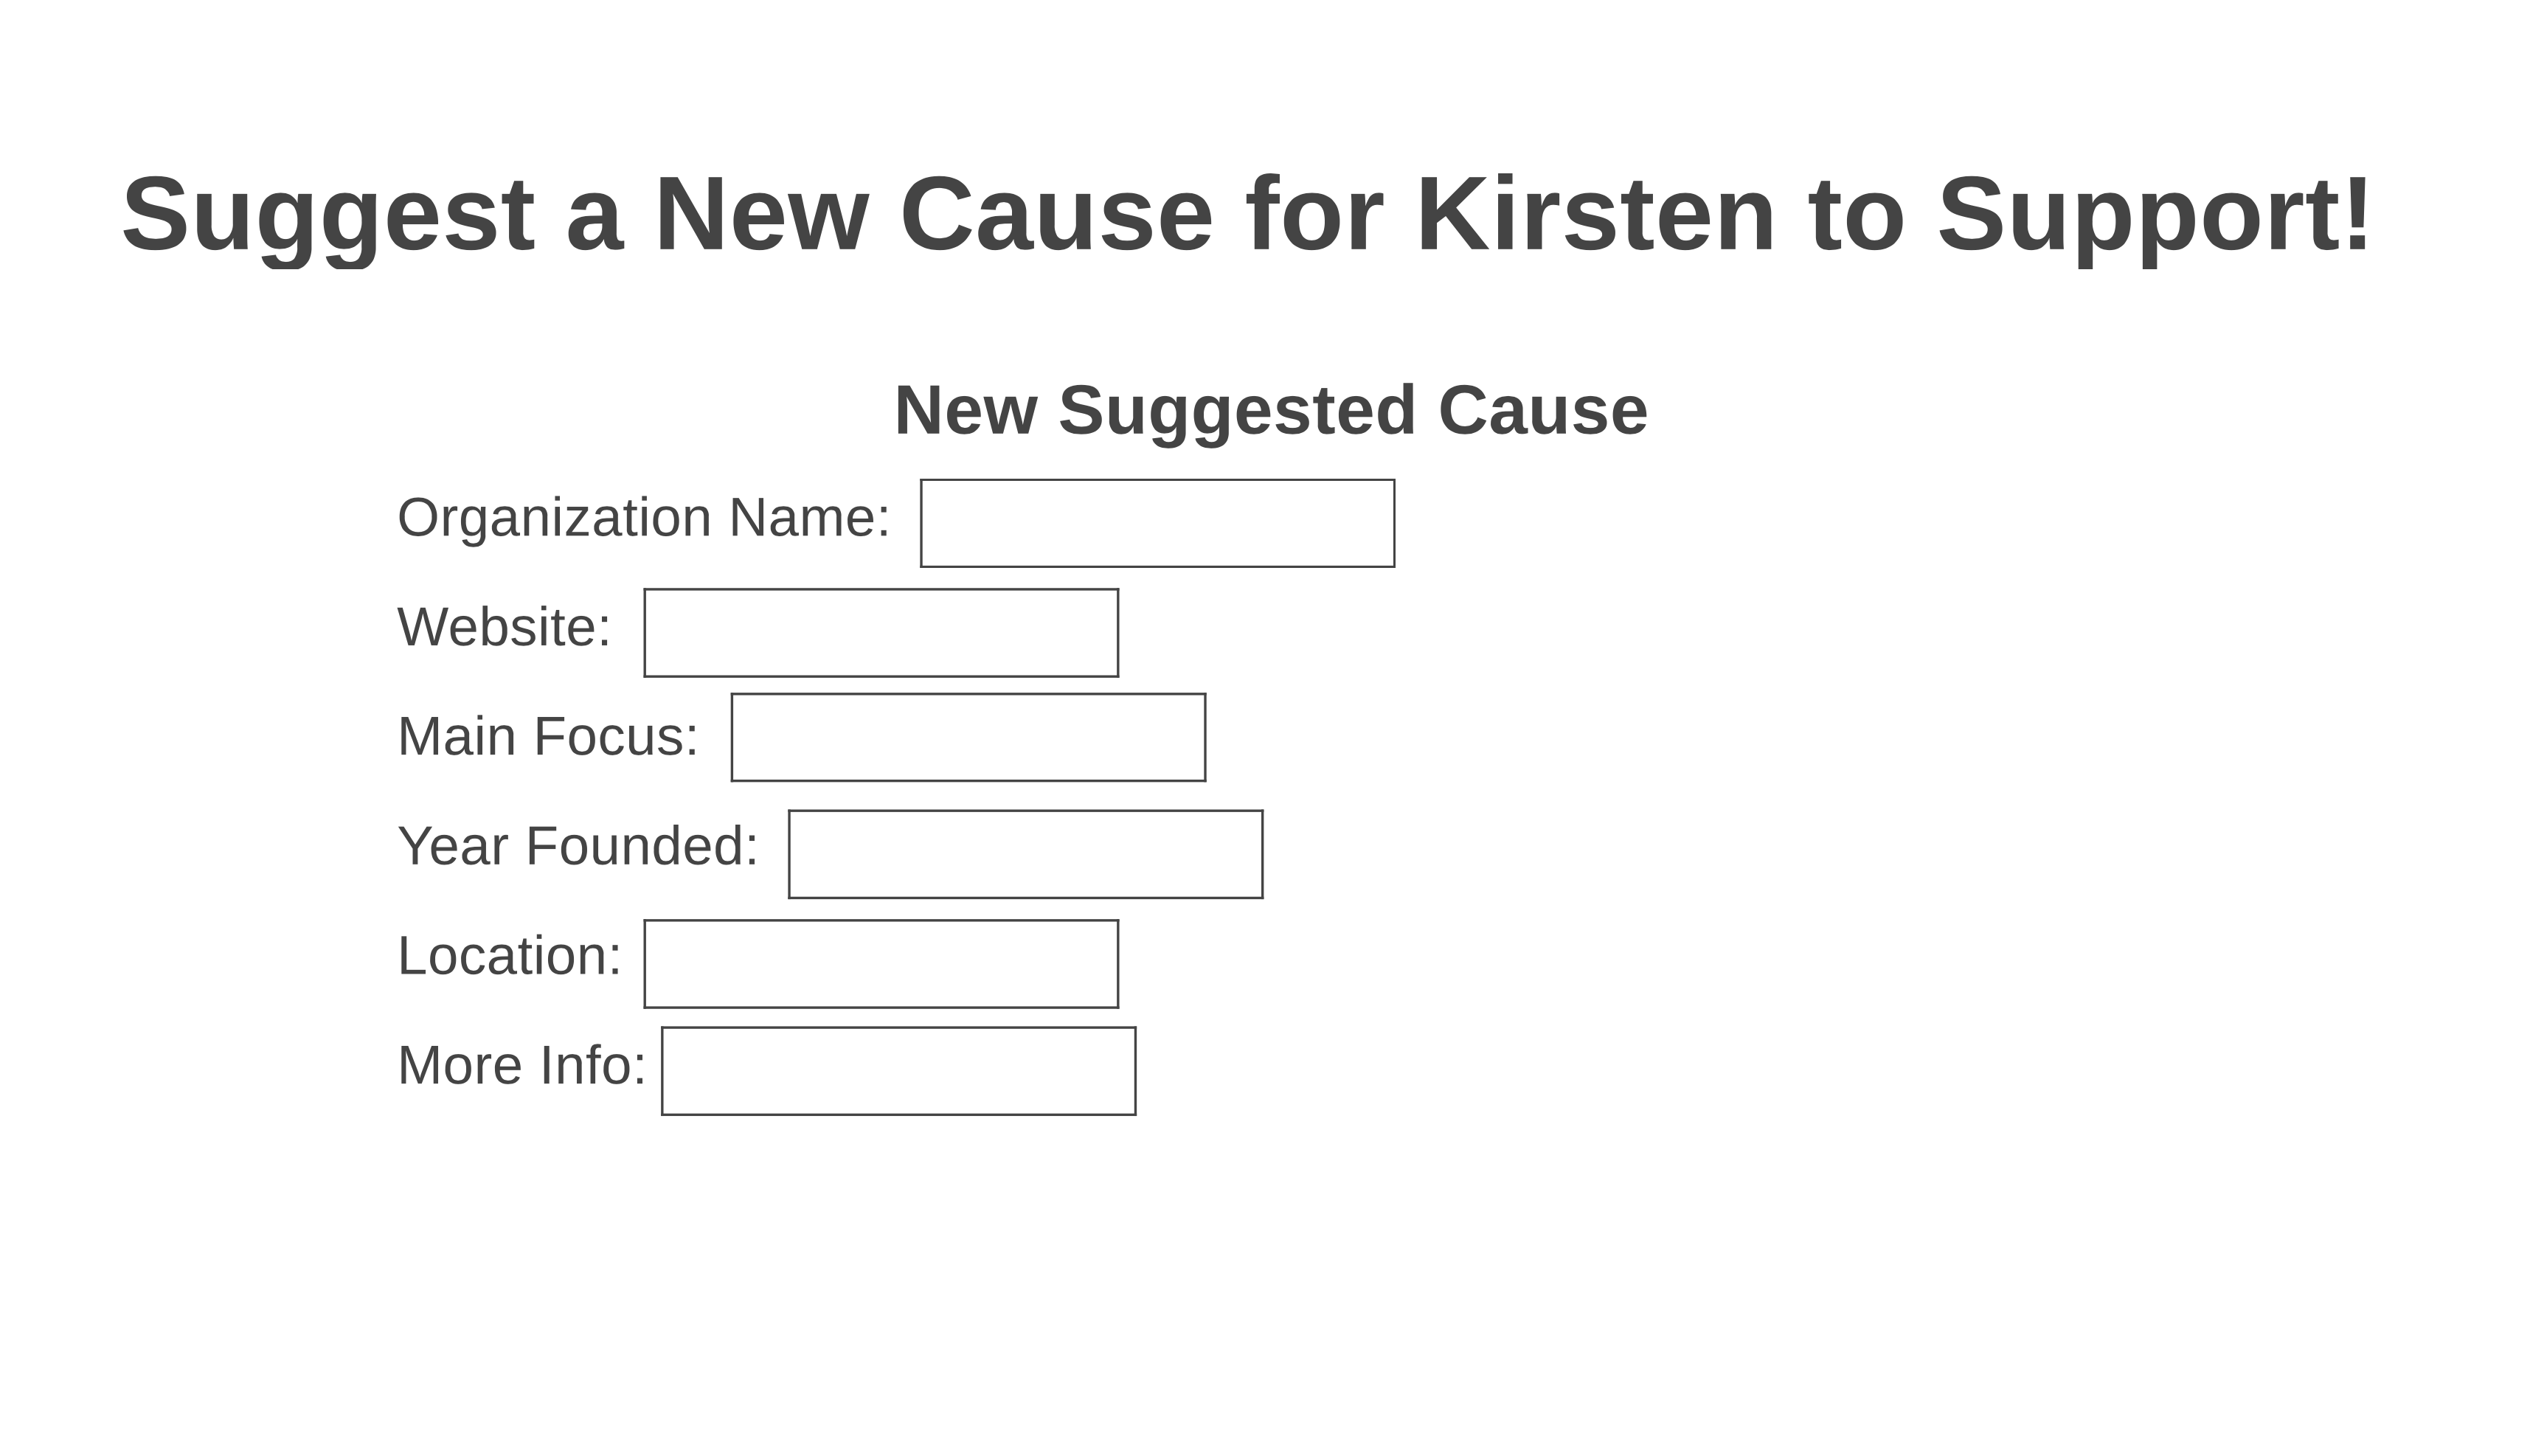 Suggest a New Cause for Kirsten to Support!
New Suggested Cause
Organization Name:
Website:
Main Focus:
Year Founded:
Location:
More Info: